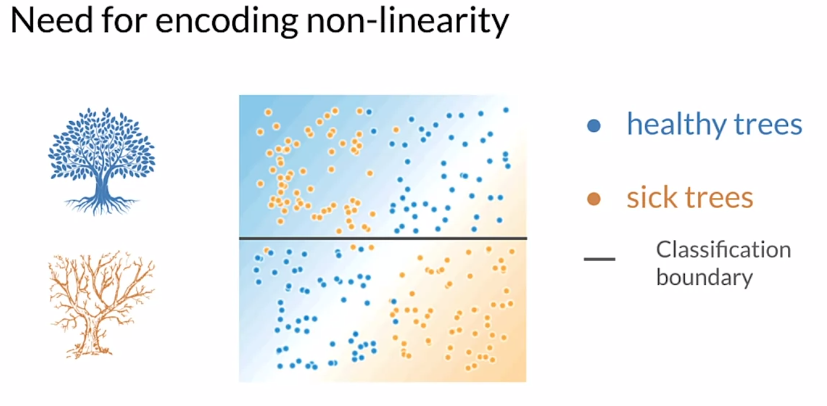 Need for encoding non-linearity
healthy trees
sick trees
Classification
boundary